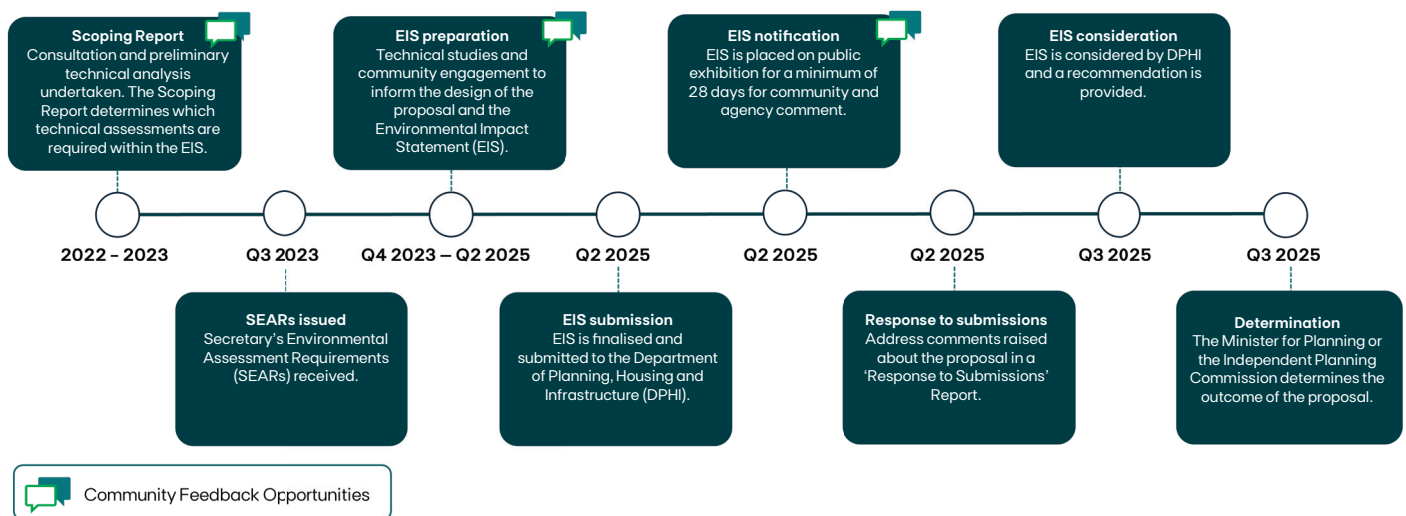 Scoping Report
Consultation and preliminary
technical analysis
undertaken. The Scoping
Report determines which
technical assessments are
required within the EIS.
EIS preparation
Technical studies and
community engagement to
inform the design of the
proposal and the
Environmental Impact
Statement (EIS).
EIS notification
EIS is placed on public
exhibition for a minimum of
28 days for community and
agency comment.
EIS consideration
EIS is considered by DPHI
and a recommendation is
provided.
2022 – 2023
Q3 2023
Q4 2023 – Q2 2025
Q2 2025
Q2 2025
Q2 2025
Q3 2025
Q3 2025
SEARs issued
Secretary's Environmental
Assessment Requirements
(SEARs) received.
EIS submission
EIS is finalised and
submitted to the Department
of Planning, Housing and
Infrastructure (DPHI).
Response to submissions
Address comments raised
about the proposal in a
'Response to Submissions'
Report.
Determination
The Minister for Planning or
the Independent Planning
Commission determines the
outcome of the proposal.
Community Feedback Opportunities